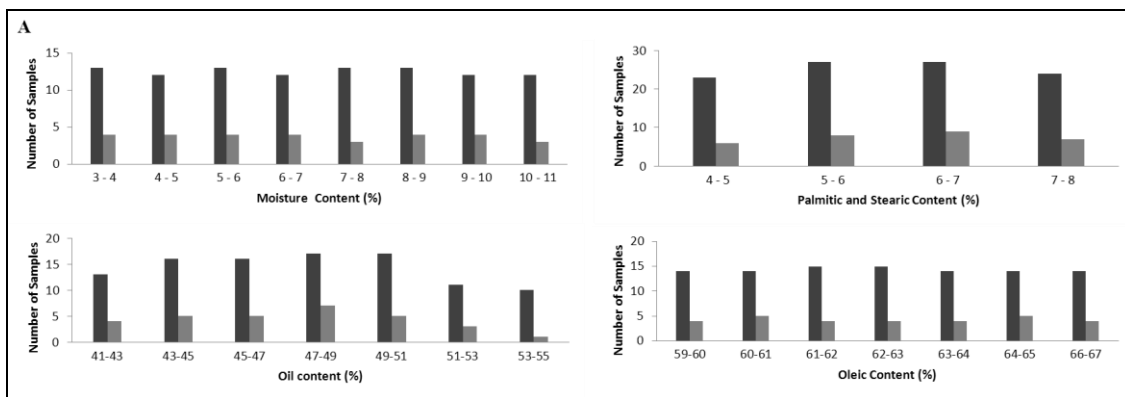 A
15
10
5
0
Number of Samples
3 - 4 4 - 5 5 - 6 6 - 7 7 - 8 8 - 9 9 - 10 10 - 11
Moisture Content (%)
30
20
10
0
Number of Samples
4 - 5 5 - 6 6 - 7 7 - 8
Palmitic and Stearic Content (%)
20
15
10
5
0
Number of Samples
41-43 43-45 45-47 47-49 49-51 51-53 53-55
Oil content (%)
20
15
10
5
0
Number of Samples
59-60 60-61 61-62 62-63 63-64 64-65 66-67
Oleic Content (%)